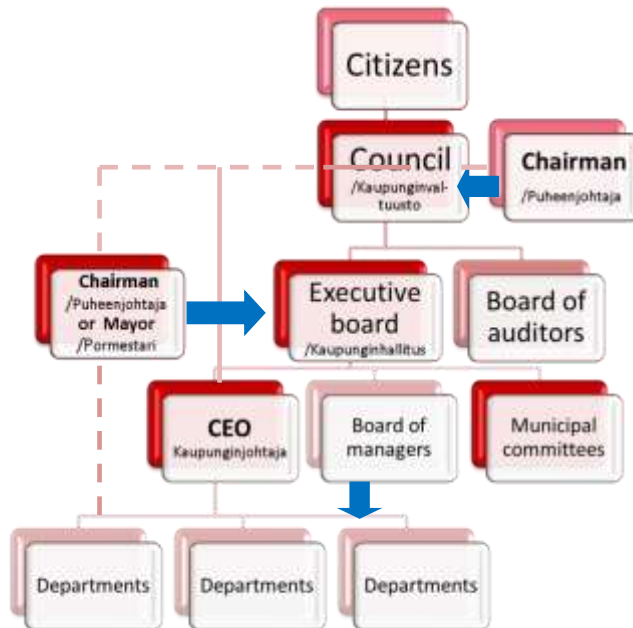 Citizens
Council
/Kaupunginval-
tuusto
Chairman
/Puheenjohtaja
Chairman
/Puheenjohtaja
or Mayor
/Pormestari
Executive
board
/Kaupunginhallitus
Board of
auditors
CEO
Kaupunginjohtaja
Board of
managers
Municipal
committees
Departments
Departments
Departments